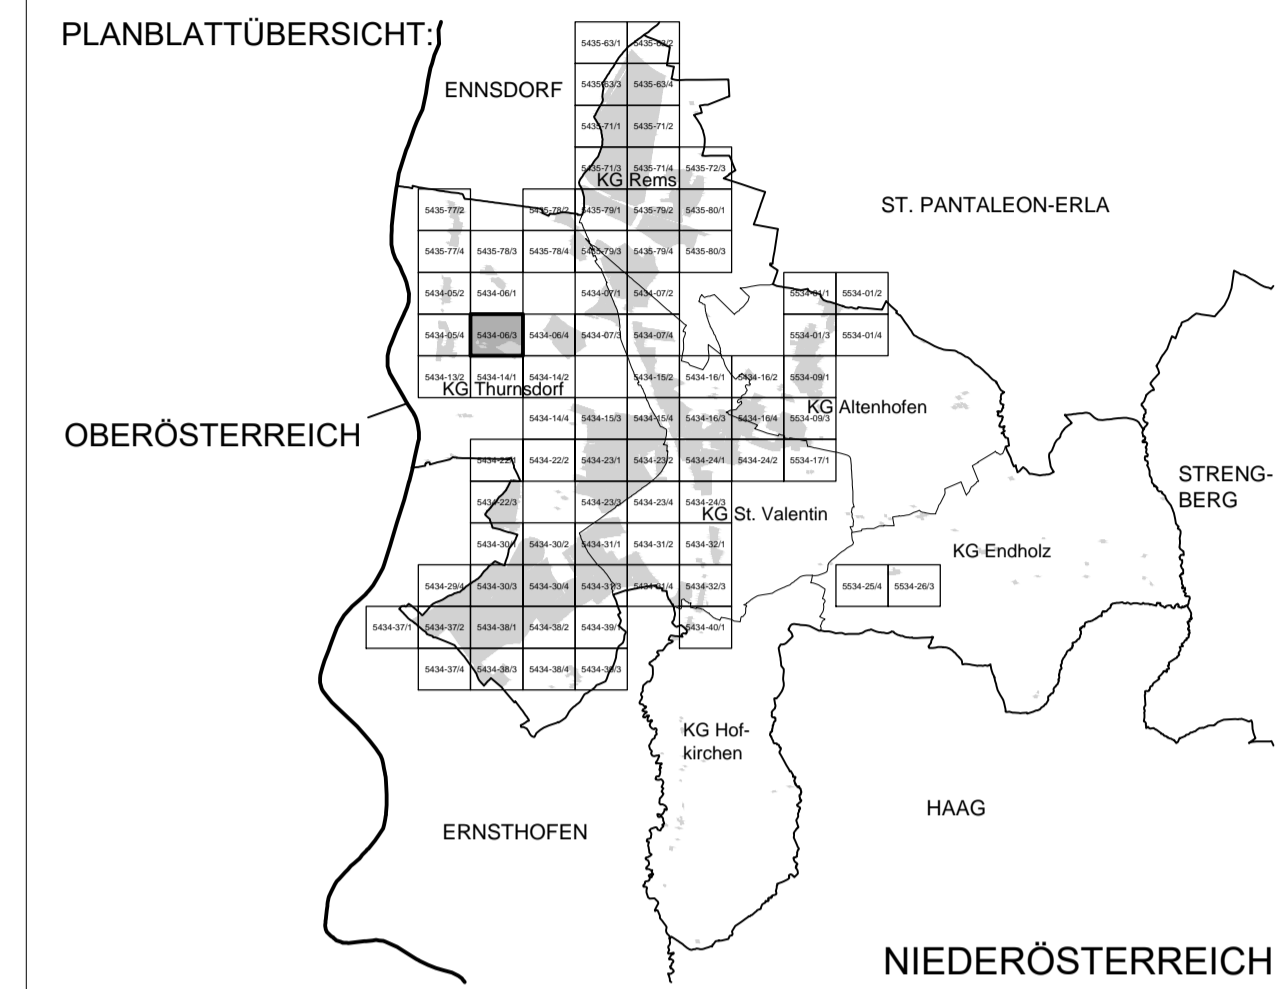 PLANBLATTÜBERSICHT:
ENNSDORF
5435-63/1 5435-63/2
5435-63/3 5435-63/4
5435-71/1 5435-71/2
5435-71/3 5435-71/4 5435-72/3
KG Rems
ST. PANTALEON-ERLA
5435-77/2 5435-78/2 5435-79/1 5435-79/2 5435-80/1
5435-77/4 5435-78/3 5435-78/4 5435-79/3 5435-79/4 5435-80/3
5434-05/2 5434-06/1 5434-07/1 5434-07/2 5534-01/1 5534-01/2
5434-05/4 5434-06/3 5434-06/4 5434-07/3 5434-07/4 5534-01/3 5534-01/4
5434-13/2 5434-14/1 5434-14/2 5434-15/2 5434-16/1 5434-16/2 5534-09/1
KG Thurnsdorf
KG Altenhofen
5434-14/4 5434-15/3 5434-15/4 5434-16/3 5434-16/4 5534-09/3
OBERÖSTERREICH
5434-22/1 5434-22/2 5434-23/1 5434-23/2 5434-24/1 5434-24/2 5534-17/1
STRENG-
BERG
5434-22/3 5434-23/3 5434-23/4 5434-24/3
KG St. Valentin
5434-30/1 5434-30/2 5434-31/1 5434-31/2 5434-32/1
KG Endholz
5434-29/4 5434-30/3 5434-30/4 5434-31/3 5434-31/4 5434-32/3 5534-25/4 5534-26/3
5434-37/1 5434-37/2 5434-38/1 5434-38/2 5434-39/1 5434-40/1
5434-37/4 5434-38/3 5434-38/4 5434-39/3
KG Hof-
kirchen
HAAG
ERNSTHOFEN
NIEDERÖSTERREICH